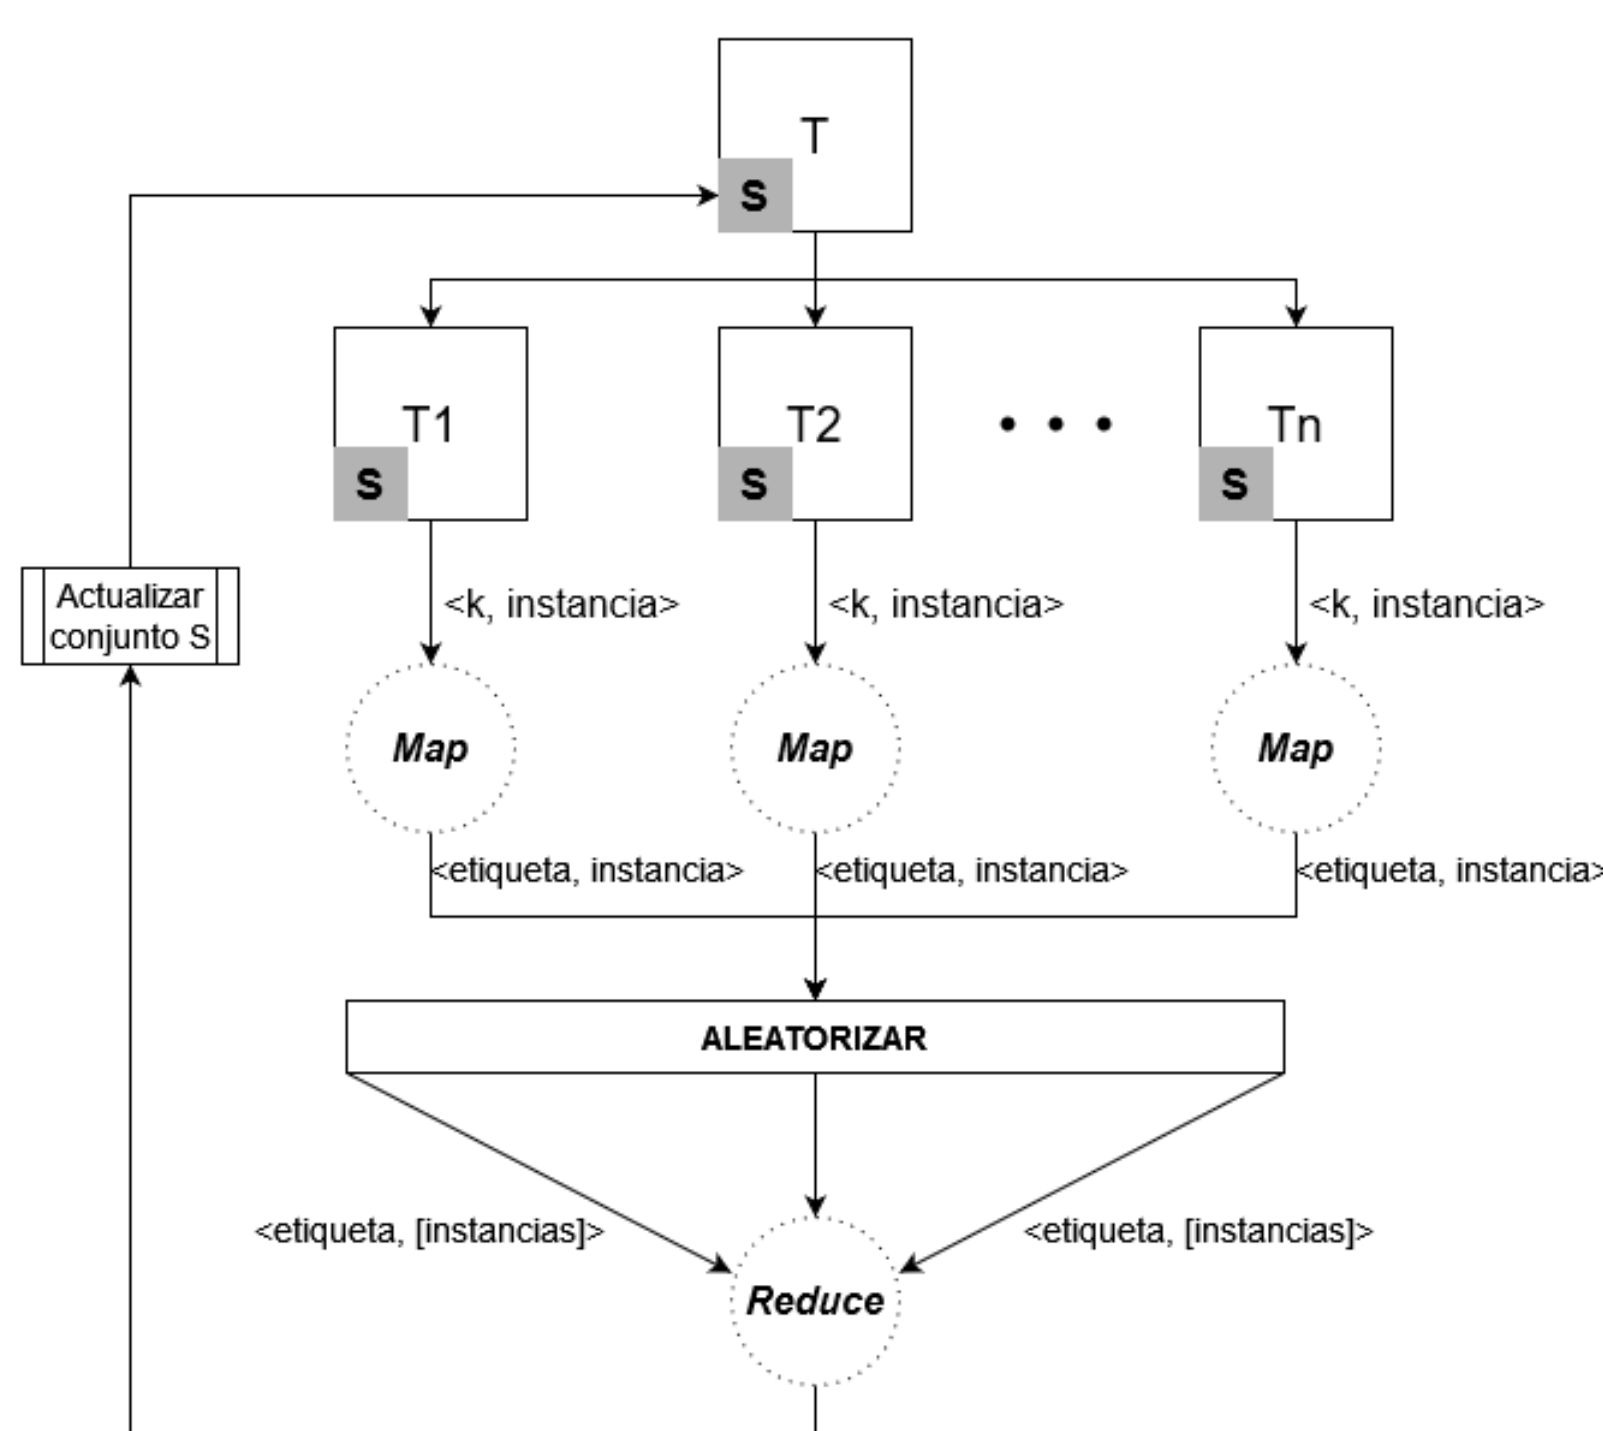 T
S
T1
T2
Tn
S
S
S
Actualizar
conjunto S
<k, instancia>
<k, instancia>
<k, instancia>
Map
Map
Map
<etiqueta, instancia>
<etiqueta, instancia>
<etiqueta, instancia>
ALEATORIZAR
<etiqueta, [instancias]>
<etiqueta, [instancias]>
Reduce